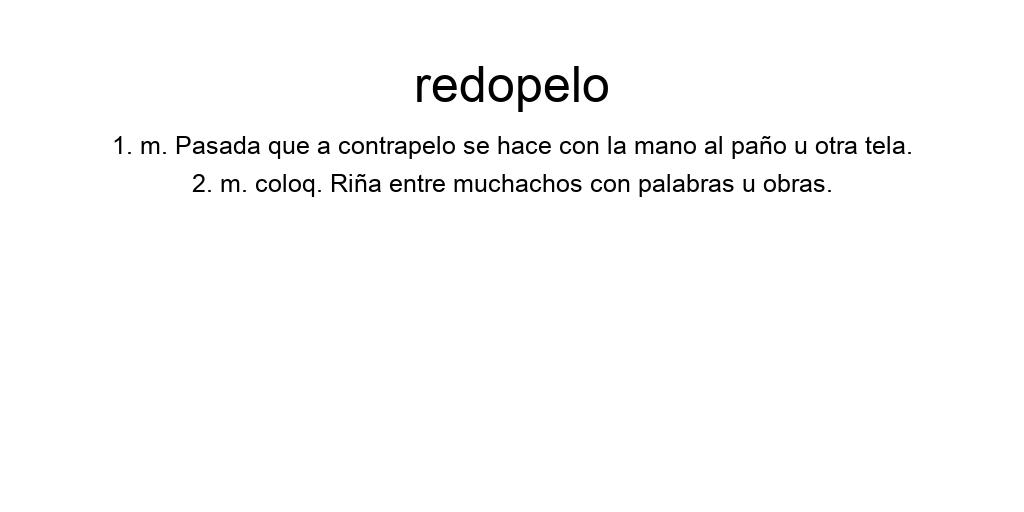 redopelo
1. m. Pasada que a contrapelo se hace con la mano al paño u otra tela.
2. m. coloq. Riña entre muchachos con palabras u obras.